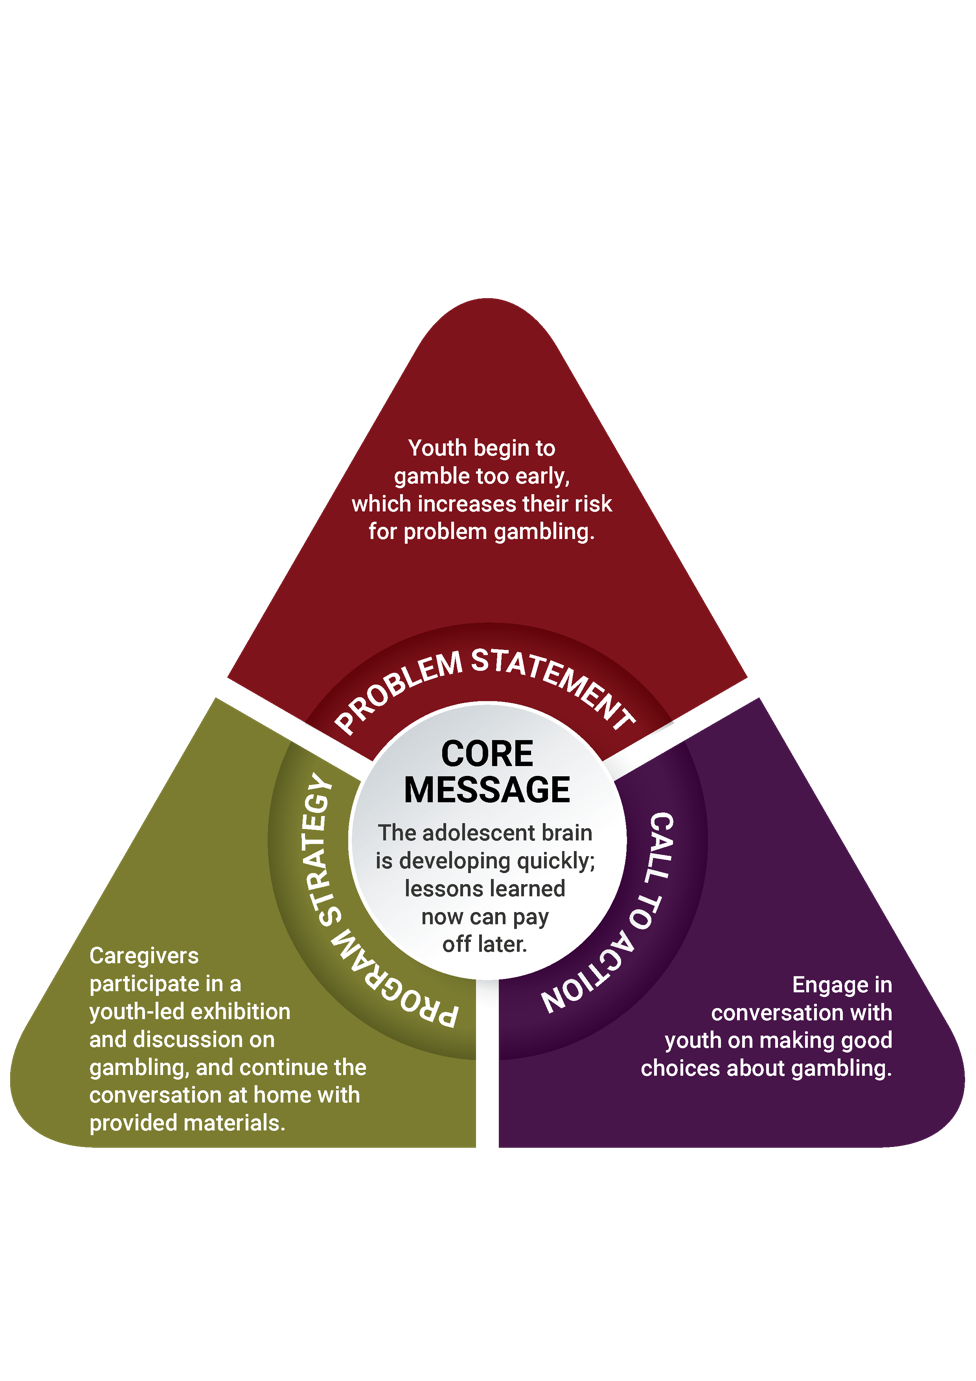 Youth begin to
gamble too early,
which increases their risk
for problem gambling.
PROBLEM STATEMENT
CORE
MESSAGE
The adolescent brain
is developing quickly;
lessons learned
now can pay
off later.
PROGRAM STRATEGY
Caregivers
participate in a
youth-led exhibition
and discussion on
gambling, and continue the
conversation at home with
provided materials.
CALL TO ACTION
Engage in
conversation with
youth on making good
choices about gambling.